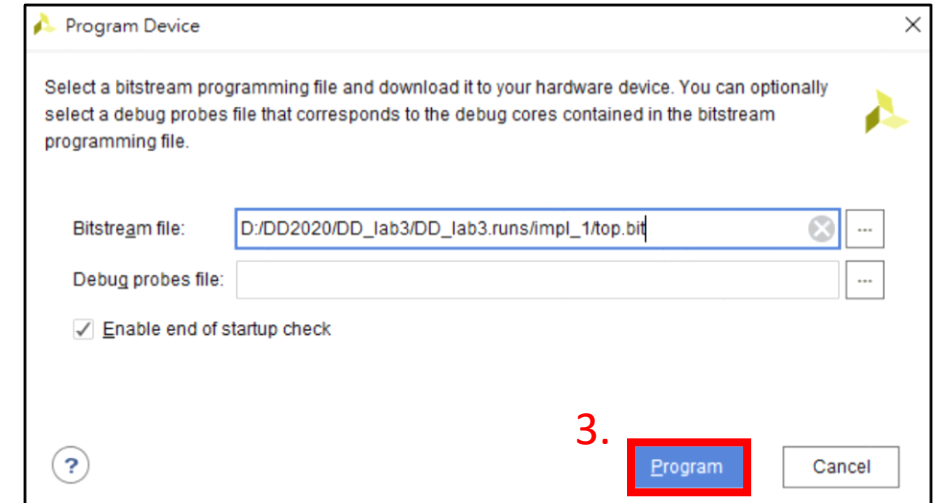 Program Device
Select a bitstream programming file and download it to your hardware device. You can optionally
select a debug probes file that corresponds to the debug cores contained in the bitstream
programming file.
Bitstream file: D:/DD2020/DD_lab3/DD_lab3.runs/impl_1/top.bit ...
Debug probes file: ...
Enable end of startup check
3.
? Program Cancel